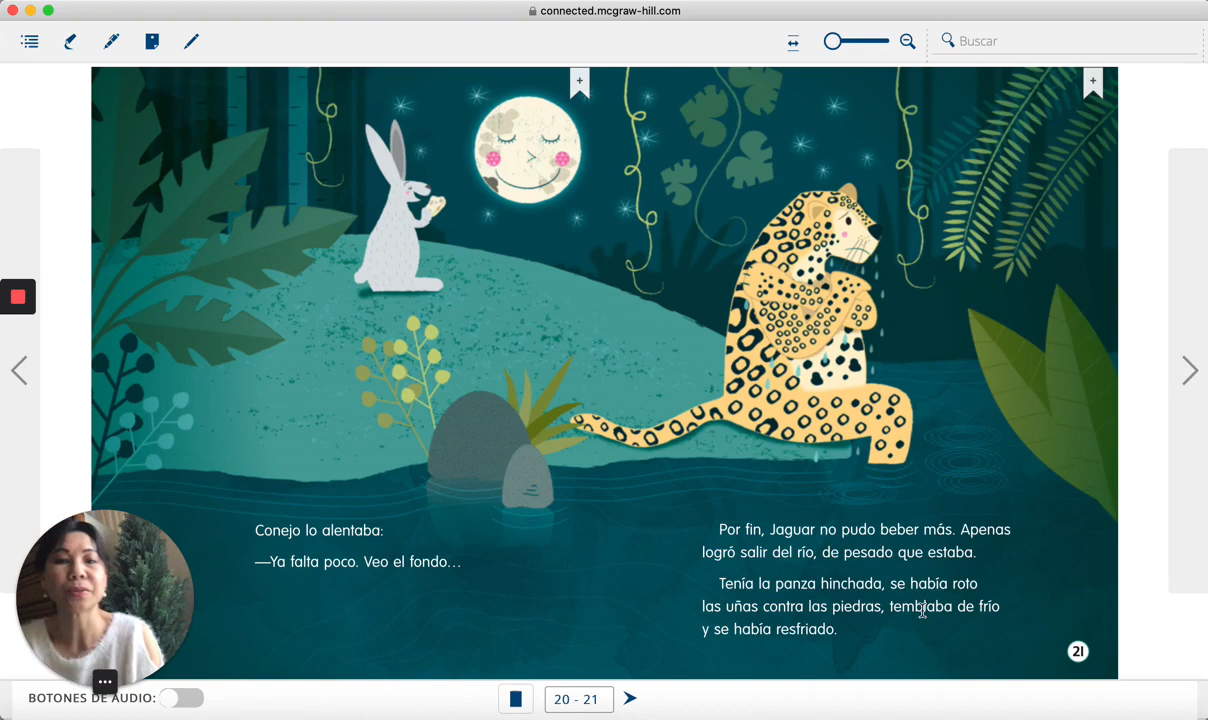 connected.mcgraw-hill.com
Buscar
Conejo lo alentaba:
—Ya falta poco. Veo el fondo...
Por fin, Jaguar no pudo beber más. Apenas
logró salir del río, de pesado que estaba.
Tenía la panza hinchada, se había roto
las uñas contra las piedras, temblaba de frío
y se había resfriado.
21
BOTONES DE AUDIO:
20 - 21